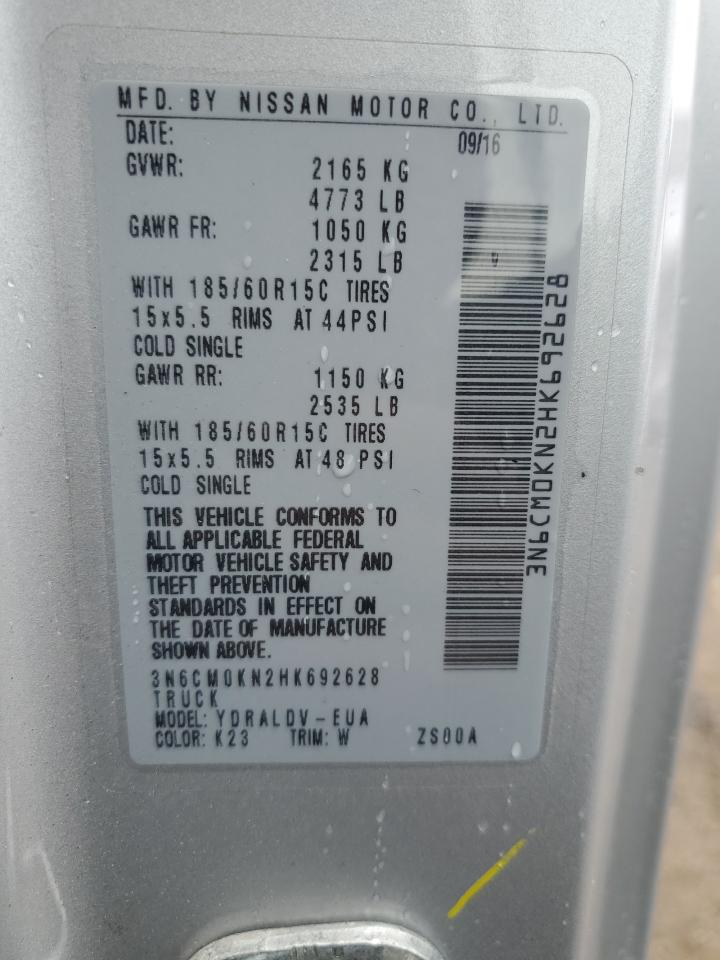 MFD. BY NISSAN MOTOR CO., LTD.
DATE: 09/16
GVWR: 2165 KG
4773 LB
GAWR FR: 1050 KG
2315 LB
WITH 185/60R15C TIRES
15x5.5 RIMS AT 44PSI
COLD SINGLE
GAWR RR: 1150 KG
2535 LB
WITH 185/60R15C TIRES
15x5.5 RIMS AT 48 PSI
COLD SINGLE
THIS VEHICLE CONFORMS TO
ALL APPLICABLE FEDERAL
MOTOR VEHICLE SAFETY AND
THEFT PREVENTION
STANDARDS IN EFFECT ON
THE DATE OF MANUFACTURE
SHOWN ABOVE.
3N6CM0KN2HK692628
TRUCK
MODEL: YDRALDV-EUA
COLOR: K23 TRIM: W ZS00A
3N6CM0KN2HK692628